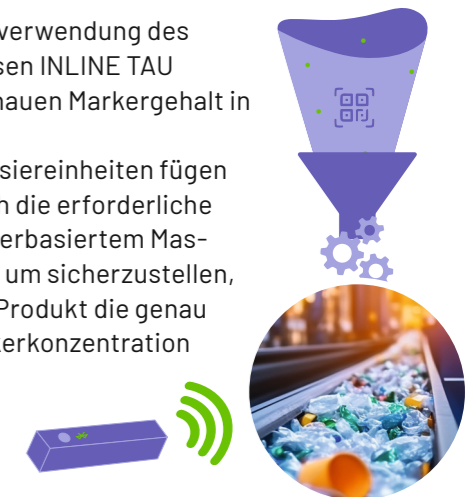 verwendung des
sen INLINE TAU
nauen Markergehalt in
siereinheiten fügen
h die erforderliche
erbasiertem Mas-
um sicherzustellen,
Produkt die genau
kerkonzentration